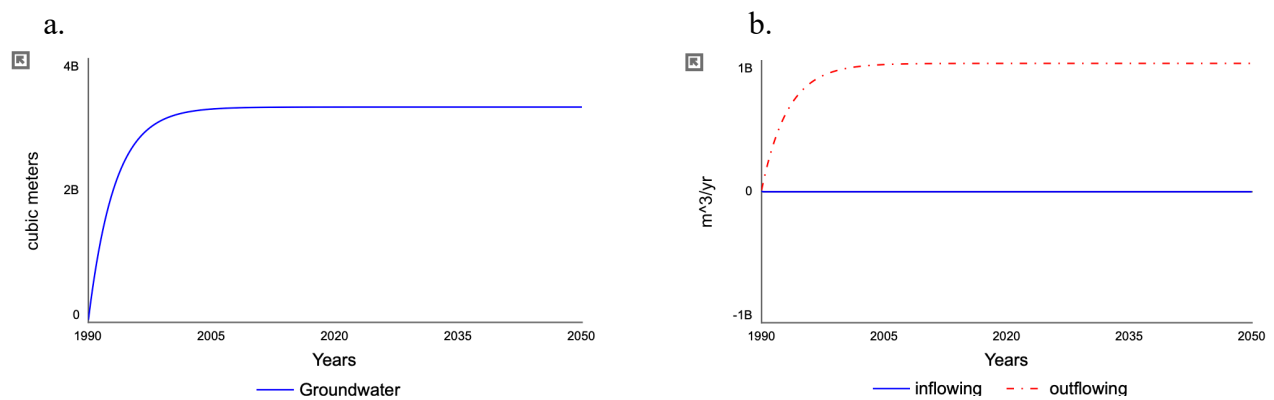 a.
4B
2B
0
cubic meters
1990 2005 2020 2035 2050
Years
Groundwater
b.
1B
0
-1B
m^3/yr
1990 2005 2020 2035 2050
Years
inflowing outflowing